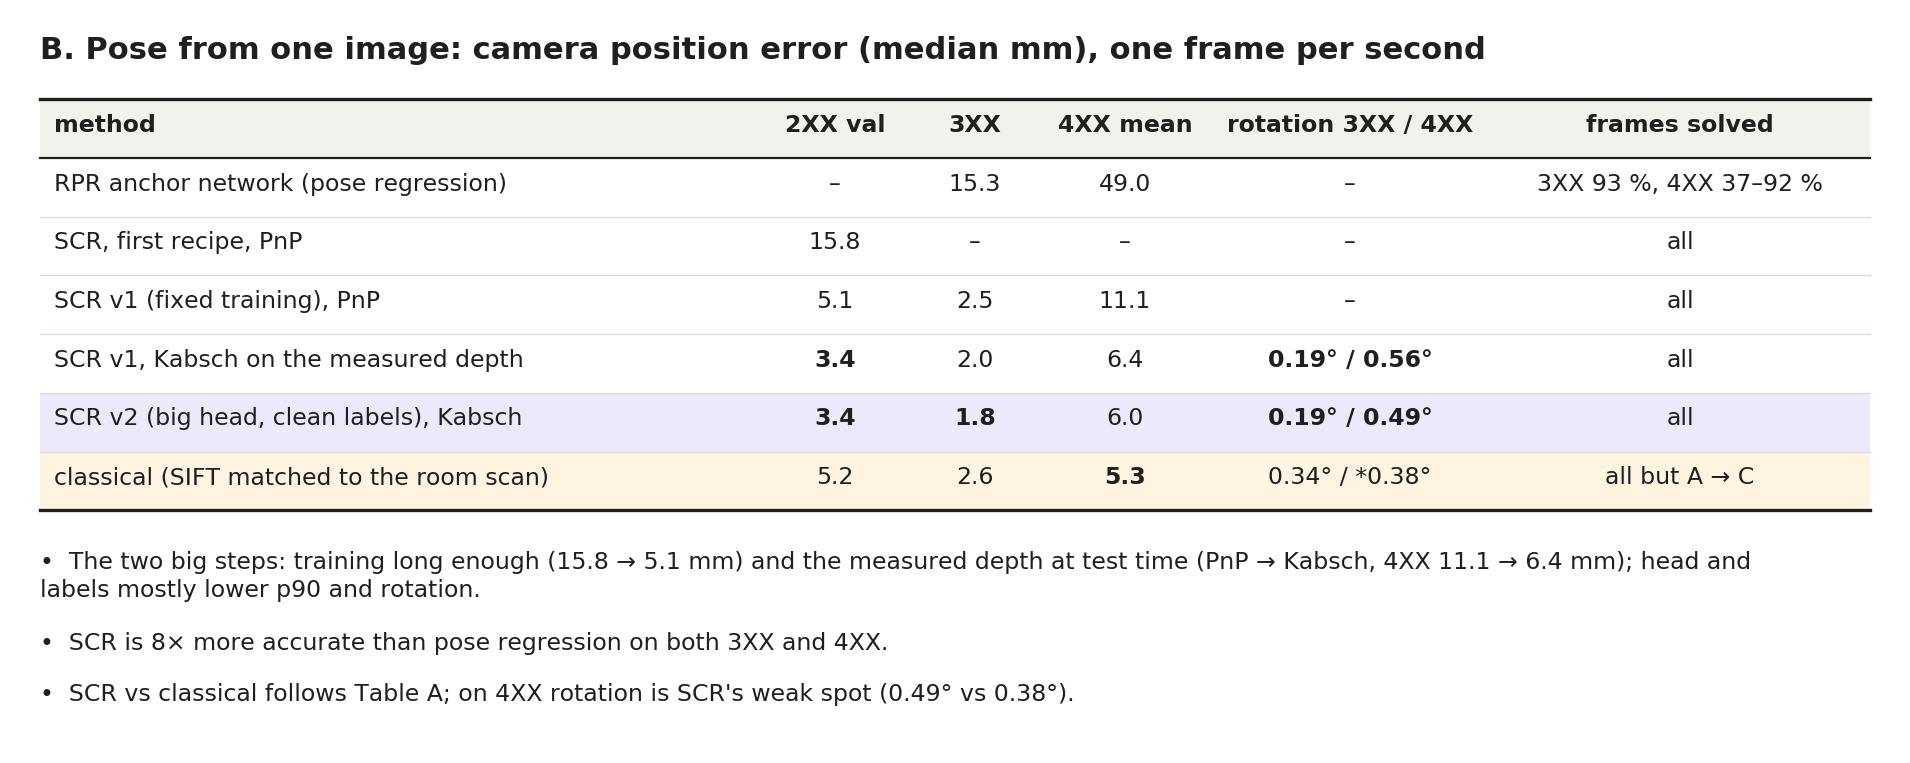 B. Pose from one image: camera position error (median mm), one frame per second
method 2XX val 3XX 4XX mean rotation 3XX / 4XX frames solved
RPR anchor network (pose regression) – 15.3 49.0 – 3XX 93 %, 4XX 37–92 %
SCR, first recipe, PnP 15.8 – – – all
SCR v1 (fixed training), PnP 5.1 2.5 11.1 – all
SCR v1, Kabsch on the measured depth 3.4 2.0 6.4 0.19° / 0.56° all
SCR v2 (big head, clean labels), Kabsch 3.4 1.8 6.0 0.19° / 0.49° all
classical (SIFT matched to the room scan) 5.2 2.6 5.3 0.34° / *0.38° all but A → C
• The two big steps: training long enough (15.8 → 5.1 mm) and the measured depth at test time (PnP → Kabsch, 4XX 11.1 → 6.4 mm); head and
labels mostly lower p90 and rotation.
• SCR is 8× more accurate than pose regression on both 3XX and 4XX.
• SCR vs classical follows Table A; on 4XX rotation is SCR's weak spot (0.49° vs 0.38°).